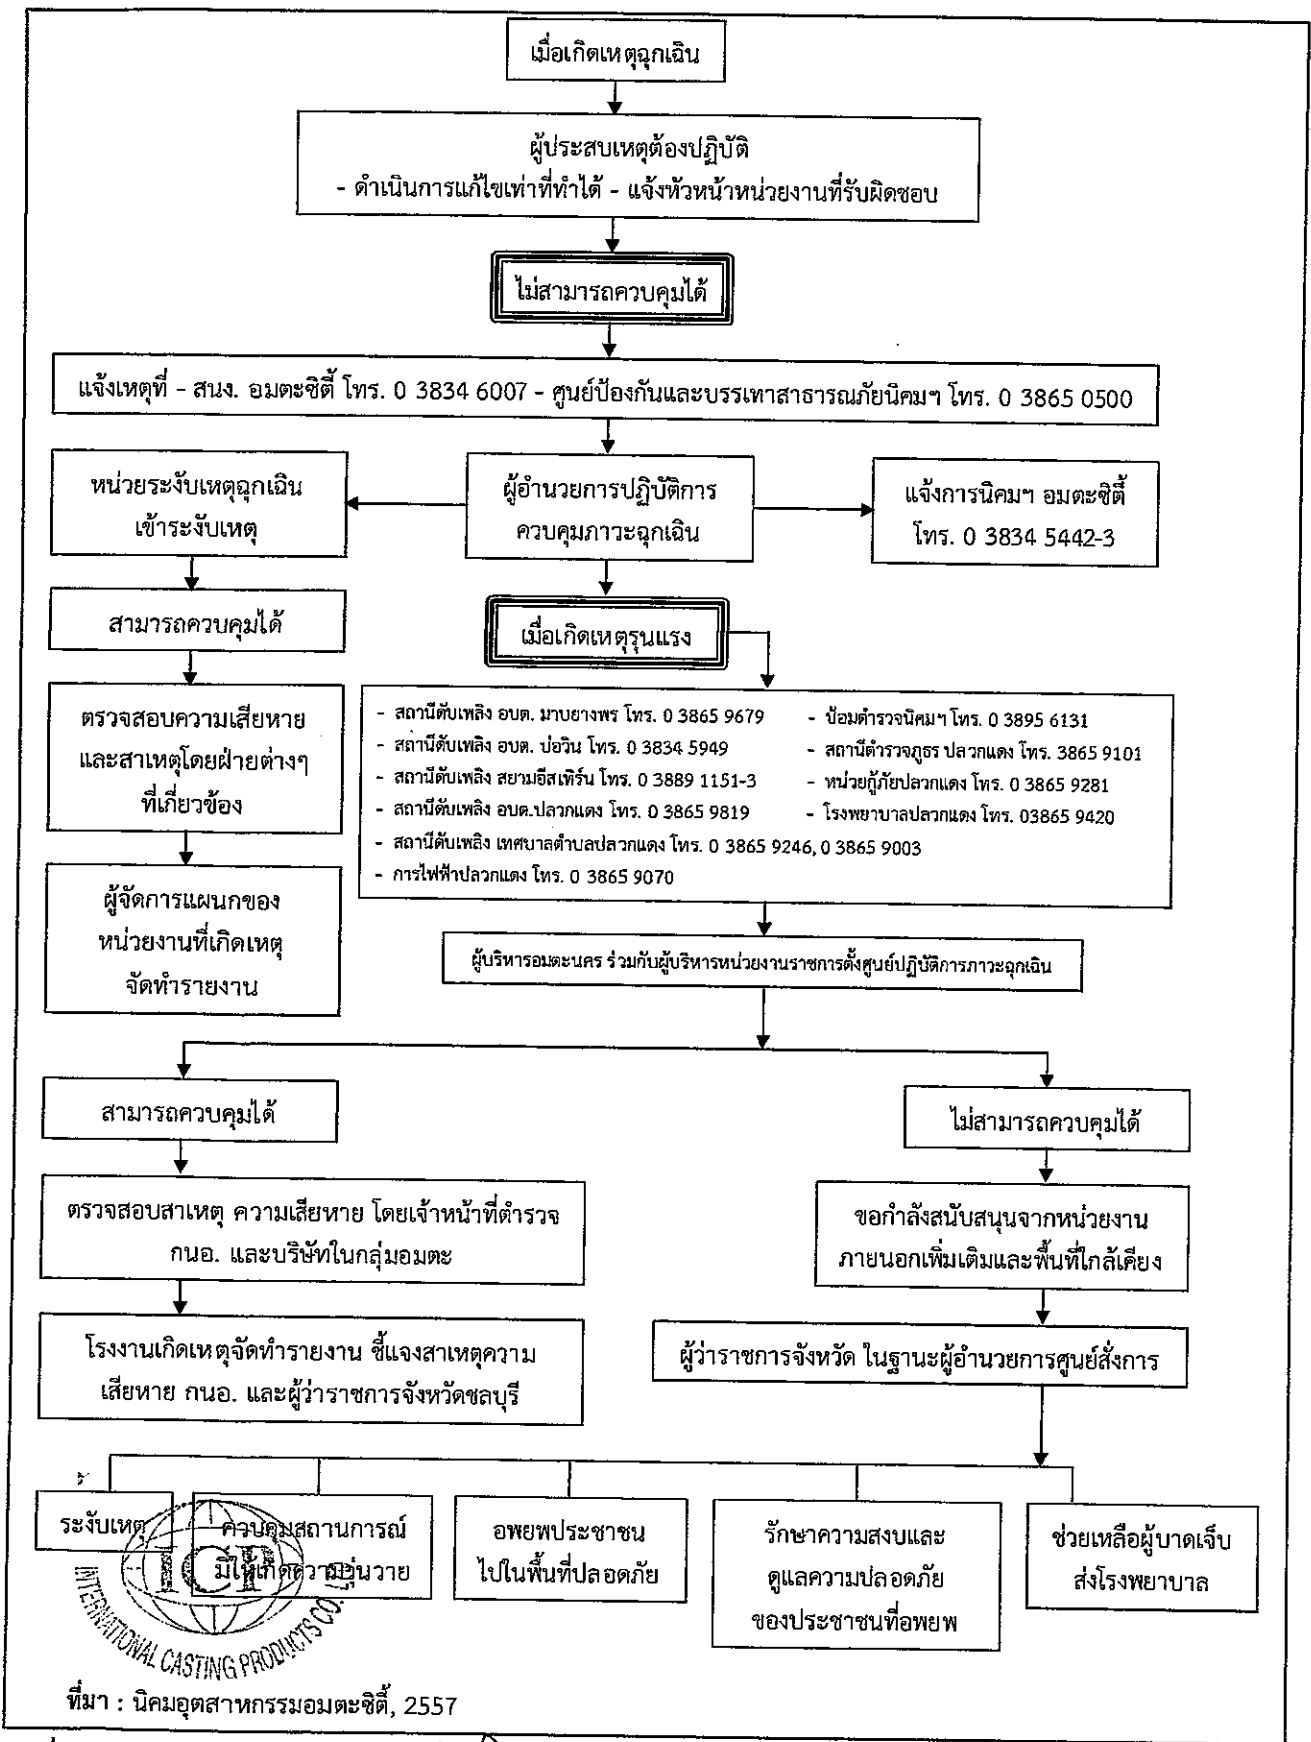 เมื่อเกิดเหตุฉุกเฉิน
ผู้ประสบเหตุต้องปฏิบัติ
- ดำเนินการแก้ไขเท่าที่ทำได้ - แจ้งหัวหน้าหน่วยงานที่รับผิดชอบ
ไม่สามารถควบคุมได้
แจ้งเหตุที่ - สนง. อมตะซิตี้ โทร. 0 3834 6007 - ศูนย์ป้องกันและบรรเทาสาธารณภัยนิคมฯ โทร. 0 3865 0500
หน่วยระงับเหตุฉุกเฉิน
เข้าระงับเหตุ
ผู้อำนวยการปฏิบัติการ
ควบคุมภาวะฉุกเฉิน
แจ้งการนิคมฯ อมตะซิตี้
โทร. 0 3834 5442-3
สามารถควบคุมได้
เมื่อเกิดเหตุรุนแรง
ตรวจสอบความเสียหาย
และสาเหตุโดยฝ่ายต่างๆ
ที่เกี่ยวข้อง
- สถานีดับเพลิง อบต. มาบยางพร โทร. 0 3865 9679
- สถานีดับเพลิง อบต. บ่อวิน โทร. 0 3834 5949
- สถานีดับเพลิง สยามอีสเทิร์น โทร. 0 3889 1151-3
- สถานีดับเพลิง อบต.ปลวกแดง โทร. 0 3865 9819
- สถานีดับเพลิง เทศบาลตำบลปลวกแดง โทร. 0 3865 9246, 0 3865 9003
- การไฟฟ้าปลวกแดง โทร. 0 3865 9070
- ป้อมตำรวจนิคมฯ โทร. 0 3895 6131
- สถานีตำรวจภูธร ปลวกแดง โทร. 3865 9101
- หน่วยกู้ภัยปลวกแดง โทร. 0 3865 9281
- โรงพยาบาลปลวกแดง โทร. 03865 9420
ผู้จัดการแผนกของ
หน่วยงานที่เกิดเหตุ
จัดทำรายงาน
ผู้บริหารอมตะนคร ร่วมกับผู้บริหารหน่วยงานราชการตั้งศูนย์ปฏิบัติการภาวะฉุกเฉิน
สามารถควบคุมได้
ไม่สามารถควบคุมได้
ตรวจสอบสาเหตุ ความเสียหาย โดยเจ้าหน้าที่ตำรวจ
กนอ. และบริษัทในกลุ่มอมตะ
ขอกำลังสนับสนุนจากหน่วยงาน
ภายนอกเพิ่มเติมและพื้นที่ใกล้เคียง
โรงงานเกิดเหตุจัดทำรายงาน ชี้แจงสาเหตุความ
เสียหาย กนอ. และผู้ว่าราชการจังหวัดชลบุรี
ผู้ว่าราชการจังหวัด ในฐานะผู้อำนวยการศูนย์สั่งการ
ระงับเหตุ
ควบคุมสถานการณ์
มิให้เกิดความวุ่นวาย
อพยพประชาชน
ไปในพื้นที่ปลอดภัย
รักษาความสงบและ
ดูแลความปลอดภัย
ของประชาชนที่อพยพ
ช่วยเหลือผู้บาดเจ็บ
ส่งโรงพยาบาล
ICP
INTERNATIONAL CASTING PRODUCTS CO.
ที่มา : นิคมอุตสาหกรรมอมตะซิตี้, 2557